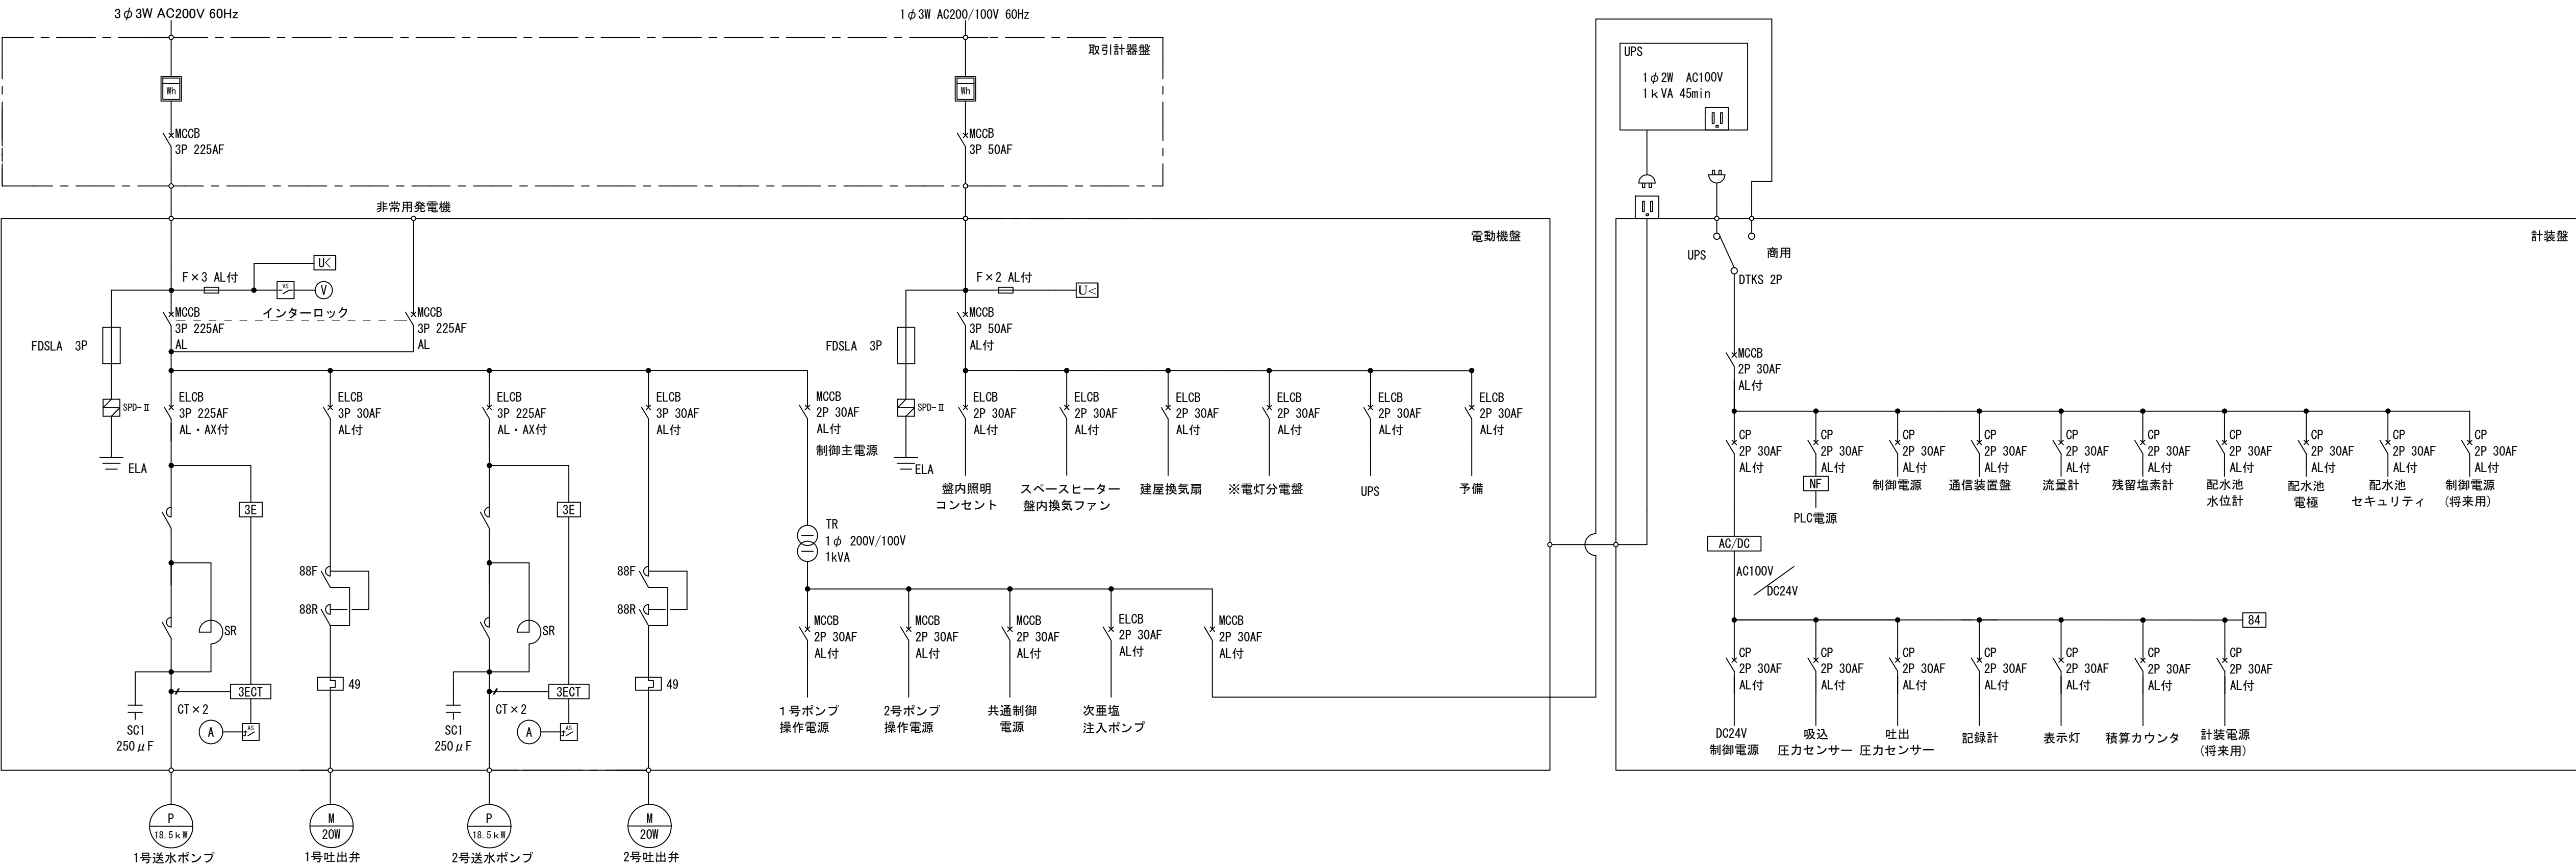 3φ3W AC200V 60Hz
1φ3W AC200/100V 60Hz
取引計器盤
Wh
MCCB
3P 225AF
Wh
MCCB
3P 50AF
UPS
1φ2W AC100V
1kVA 45min
非常用発電機
電動機盤
F×3 AL付
U<
VS
V
インターロック
MCCB
3P 225AF
AL
MCCB
3P 225AF
AL
FDSLA 3P
SPD-Ⅱ
ELA
F×2 AL付
U<
MCCB
3P 50AF
AL付
FDSLA 3P
SPD-Ⅱ
ELA
ELCB
3P 225AF
AL・AX付
ELCB
3P 30AF
AL付
ELCB
3P 225AF
AL・AX付
ELCB
3P 30AF
AL付
MCCB
2P 30AF
AL付
制御主電源
ELCB
2P 30AF
AL付
盤内照明
コンセント
ELCB
2P 30AF
AL付
スペースヒーター
盤内換気ファン
ELCB
2P 30AF
AL付
建屋換気扇
ELCB
2P 30AF
AL付
※電灯分電盤
ELCB
2P 30AF
AL付
UPS
ELCB
2P 30AF
AL付
予備
3E
SR
3ECT
CT×2
A
AS
SC1
250μF
88F
88R
49
3E
SR
3ECT
CT×2
A
AS
SC1
250μF
88F
88R
49
TR
1φ 200V/100V
1kVA
MCCB
2P 30AF
AL付
1号ポンプ
操作電源
MCCB
2P 30AF
AL付
2号ポンプ
操作電源
MCCB
2P 30AF
AL付
共通制御
電源
ELCB
2P 30AF
AL付
次亜塩
注入ポンプ
MCCB
2P 30AF
AL付
P
18.5kW
1号送水ポンプ
M
20W
1号吐出弁
P
18.5kW
2号送水ポンプ
M
20W
2号吐出弁
計装盤
UPS
商用
DTKS 2P
MCCB
2P 30AF
AL付
CP
2P 30AF
AL付
CP
2P 30AF
AL付
NF
PLC電源
CP
2P 30AF
AL付
制御電源
CP
2P 30AF
AL付
通信装置盤
CP
2P 30AF
AL付
流量計
CP
2P 30AF
AL付
残留塩素計
CP
2P 30AF
AL付
配水池
水位計
CP
2P 30AF
AL付
配水池
電極
CP
2P 30AF
AL付
配水池
セキュリティ
CP
2P 30AF
AL付
制御電源
(将来用)
AC/DC
AC100V
DC24V
84
CP
2P 30AF
AL付
DC24V
制御電源
CP
2P 30AF
AL付
吸込
圧力センサー
CP
2P 30AF
AL付
吐出
圧力センサー
CP
2P 30AF
AL付
記録計
CP
2P 30AF
AL付
表示灯
CP
2P 30AF
AL付
積算カウンタ
CP
2P 30AF
AL付
計装電源
(将来用)